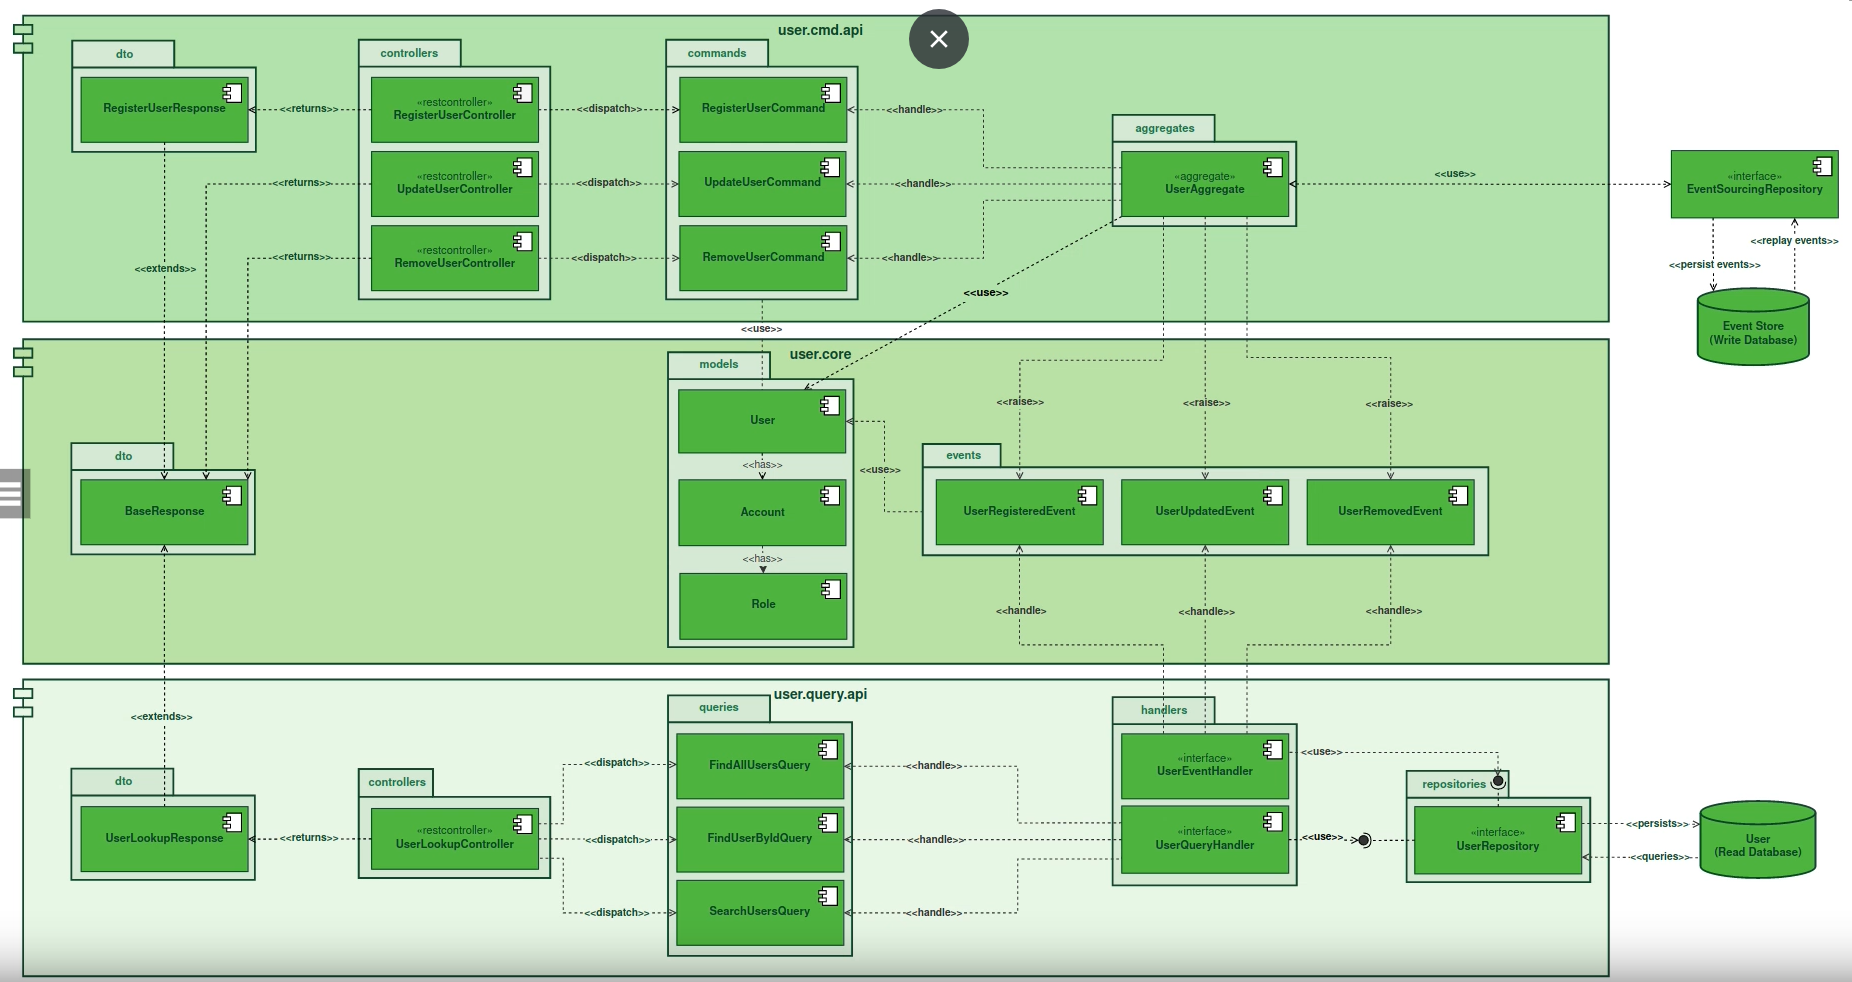 user.cmd.api
dto
RegisterUserResponse
controllers
«restcontroller»
RegisterUserController
«restcontroller»
UpdateUserController
«restcontroller»
RemoveUserController
commands
RegisterUserCommand
UpdateUserCommand
RemoveUserCommand
aggregates
«aggregate»
UserAggregate
«interface»
EventSourcingRepository
Event Store
(Write Database)
<<returns>>
<<dispatch>>
<<handle>>
<<use>>
<<returns>>
<<dispatch>>
<<handle>>
<<replay events>>
<<returns>>
<<dispatch>>
<<handle>>
<<persist events>>
<<extends>>
<<use>>
<<use>>
user.core
models
User
<<has>>
Account
<<has>>
Role
<<use>>
<<raise>>
<<raise>>
<<raise>>
dto
BaseResponse
events
UserRegisteredEvent
UserUpdatedEvent
UserRemovedEvent
<<handle>
<<handle>>
<<handle>>
user.query.api
<<extends>>
dto
UserLookupResponse
<<returns>>
controllers
«restcontroller»
UserLookupController
<<dispatch>>
<<dispatch>>
<<dispatch>>
queries
FindAllUsersQuery
FindUserByIdQuery
SearchUsersQuery
<<handle>>
<<handle>>
<<handle>>
handlers
«interface»
UserEventHandler
«interface»
UserQueryHandler
<<use>>
<<use>>
repositories
«interface»
UserRepository
<<persists>>
<<queries>>
User
(Read Database)